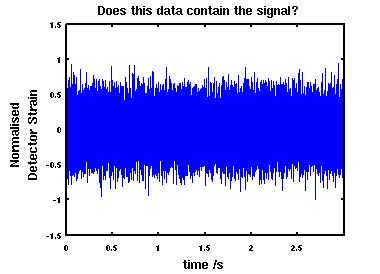 Does this data contain the signal?
1.5
1
0.5
0
-0.5
-1
-1.5
Normalised
Detector Strain
0 0.5 1 1.5 2 2.5
time /s